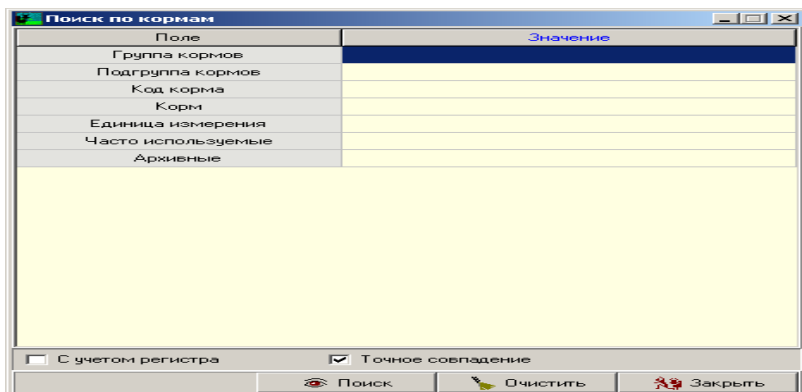 Поиск по кормам
Поле Значение
Группа кормов
Подгруппа кормов
Код корма
Корм
Единица измерения
Часто используемые
Архивные
С учетом регистра Точное совпадение
Поиск Очистить Закрыть